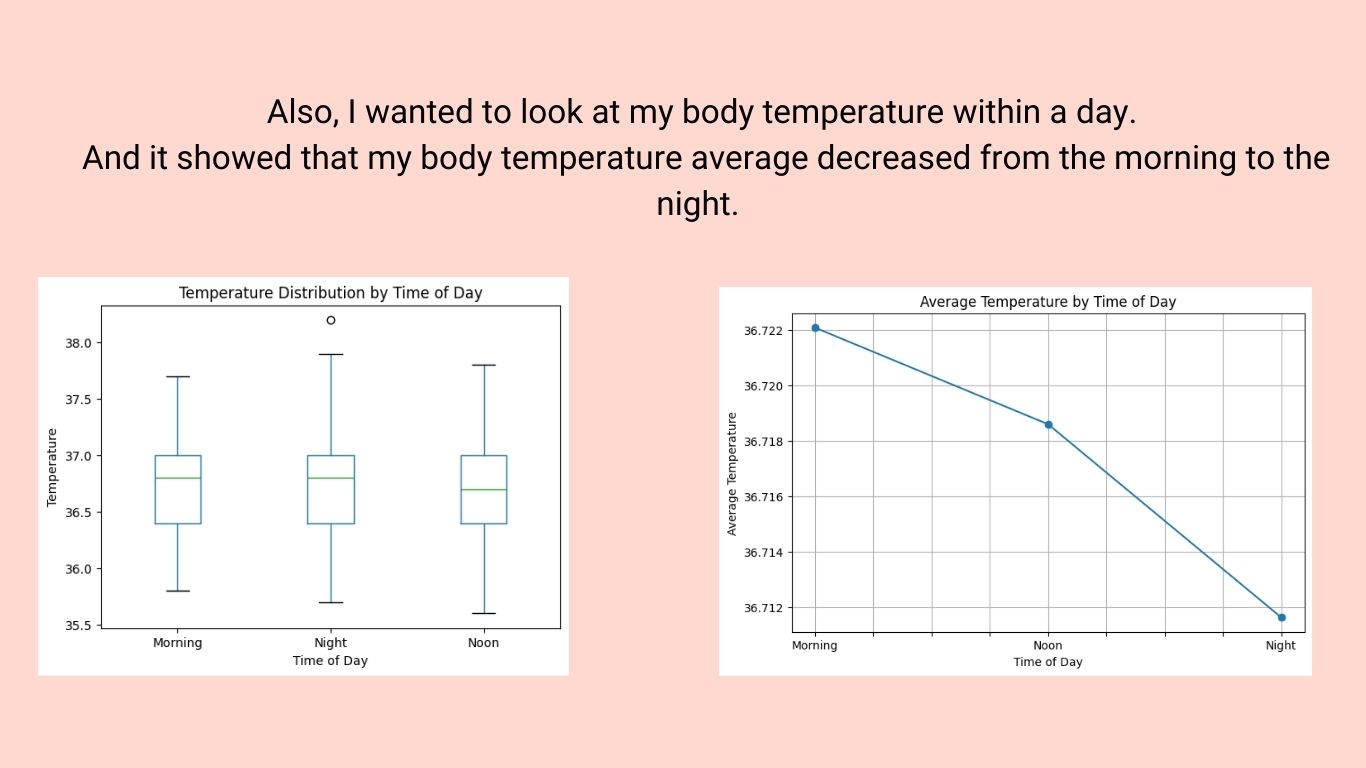 Also, I wanted to look at my body temperature within a day.
And it showed that my body temperature average decreased from the morning to the
night.
Temperature Distribution by Time of Day
38.0
37.5
37.0
36.5
36.0
35.5
Temperature
Morning Night Noon
Time of Day
Average Temperature by Time of Day
36.722
36.720
36.718
36.716
36.714
36.712
Average Temperature
Morning Noon Night
Time of Day